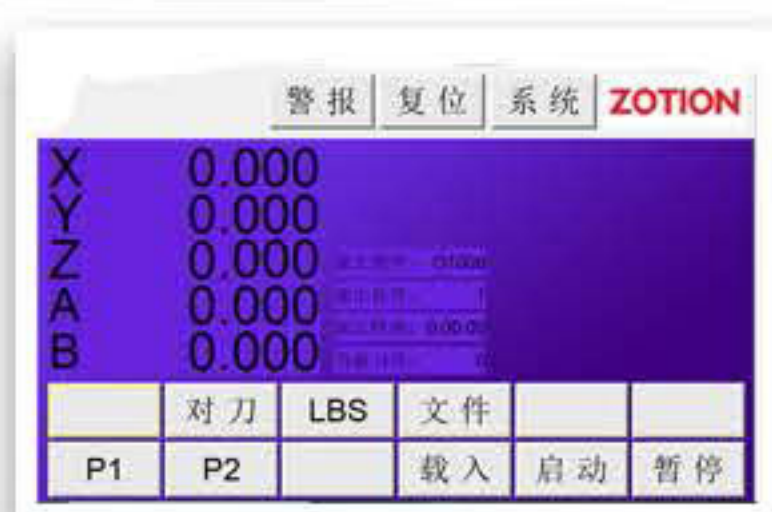 警报 复位 系统 ZOTION
X 0.000
Y 0.000
Z 0.000
A 0.000
B 0.000
对刀 LBS 文件
P1 P2 载入 启动 暂停